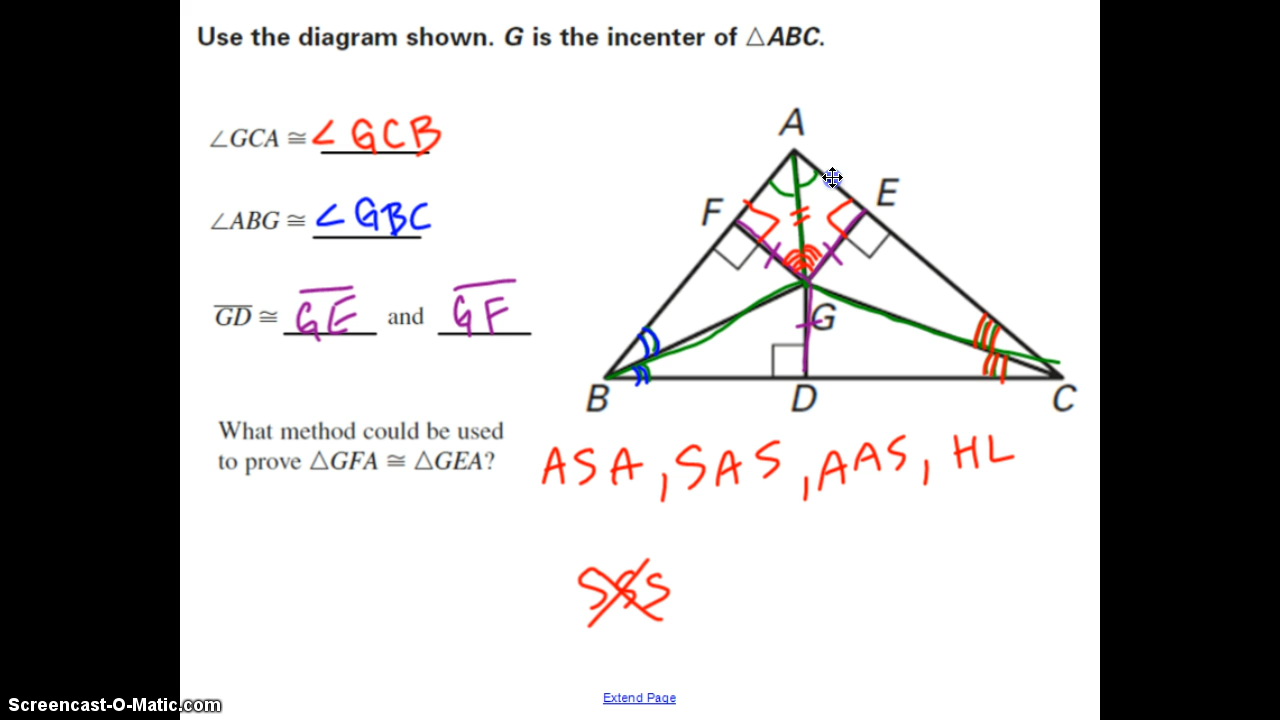 Use the diagram shown. G is the incenter of △ABC.
∠GCA ≅ ∠GCB
∠ABG ≅ ∠GBC
GD ≅ GE and GF
What method could be used
to prove △GFA ≅ △GEA?
ASA, SAS, AAS, HL
SSS
A
F
E
G
B
D
C
Extend Page
Screencast-O-Matic.com